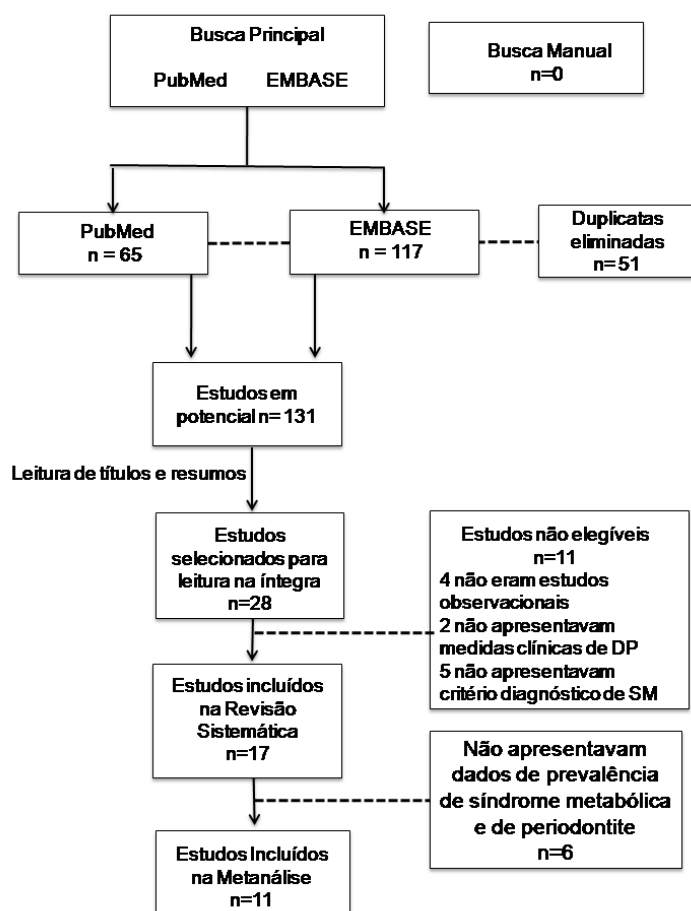 Busca Principal
PubMed EMBASE
Busca Manual
n=0
PubMed
n = 65
EMBASE
n = 117
Duplicatas
eliminadas
n=51
Estudos em
potencial n= 131
Leitura de títulos e resumos
Estudos
selecionados para
leitura na íntegra
n=28
Estudos não elegíveis
n=11
4 não eram estudos
observacionais
2 não apresentavam
medidas clínicas de DP
5 não apresentavam
critério diagnóstico de SM
Estudos incluídos
na Revisão
Sistemática
n=17
Não apresentavam
dados de prevalência
de síndrome metabólica
e de periodontite
n=6
Estudos Incluídos
na Metanálise
n=11